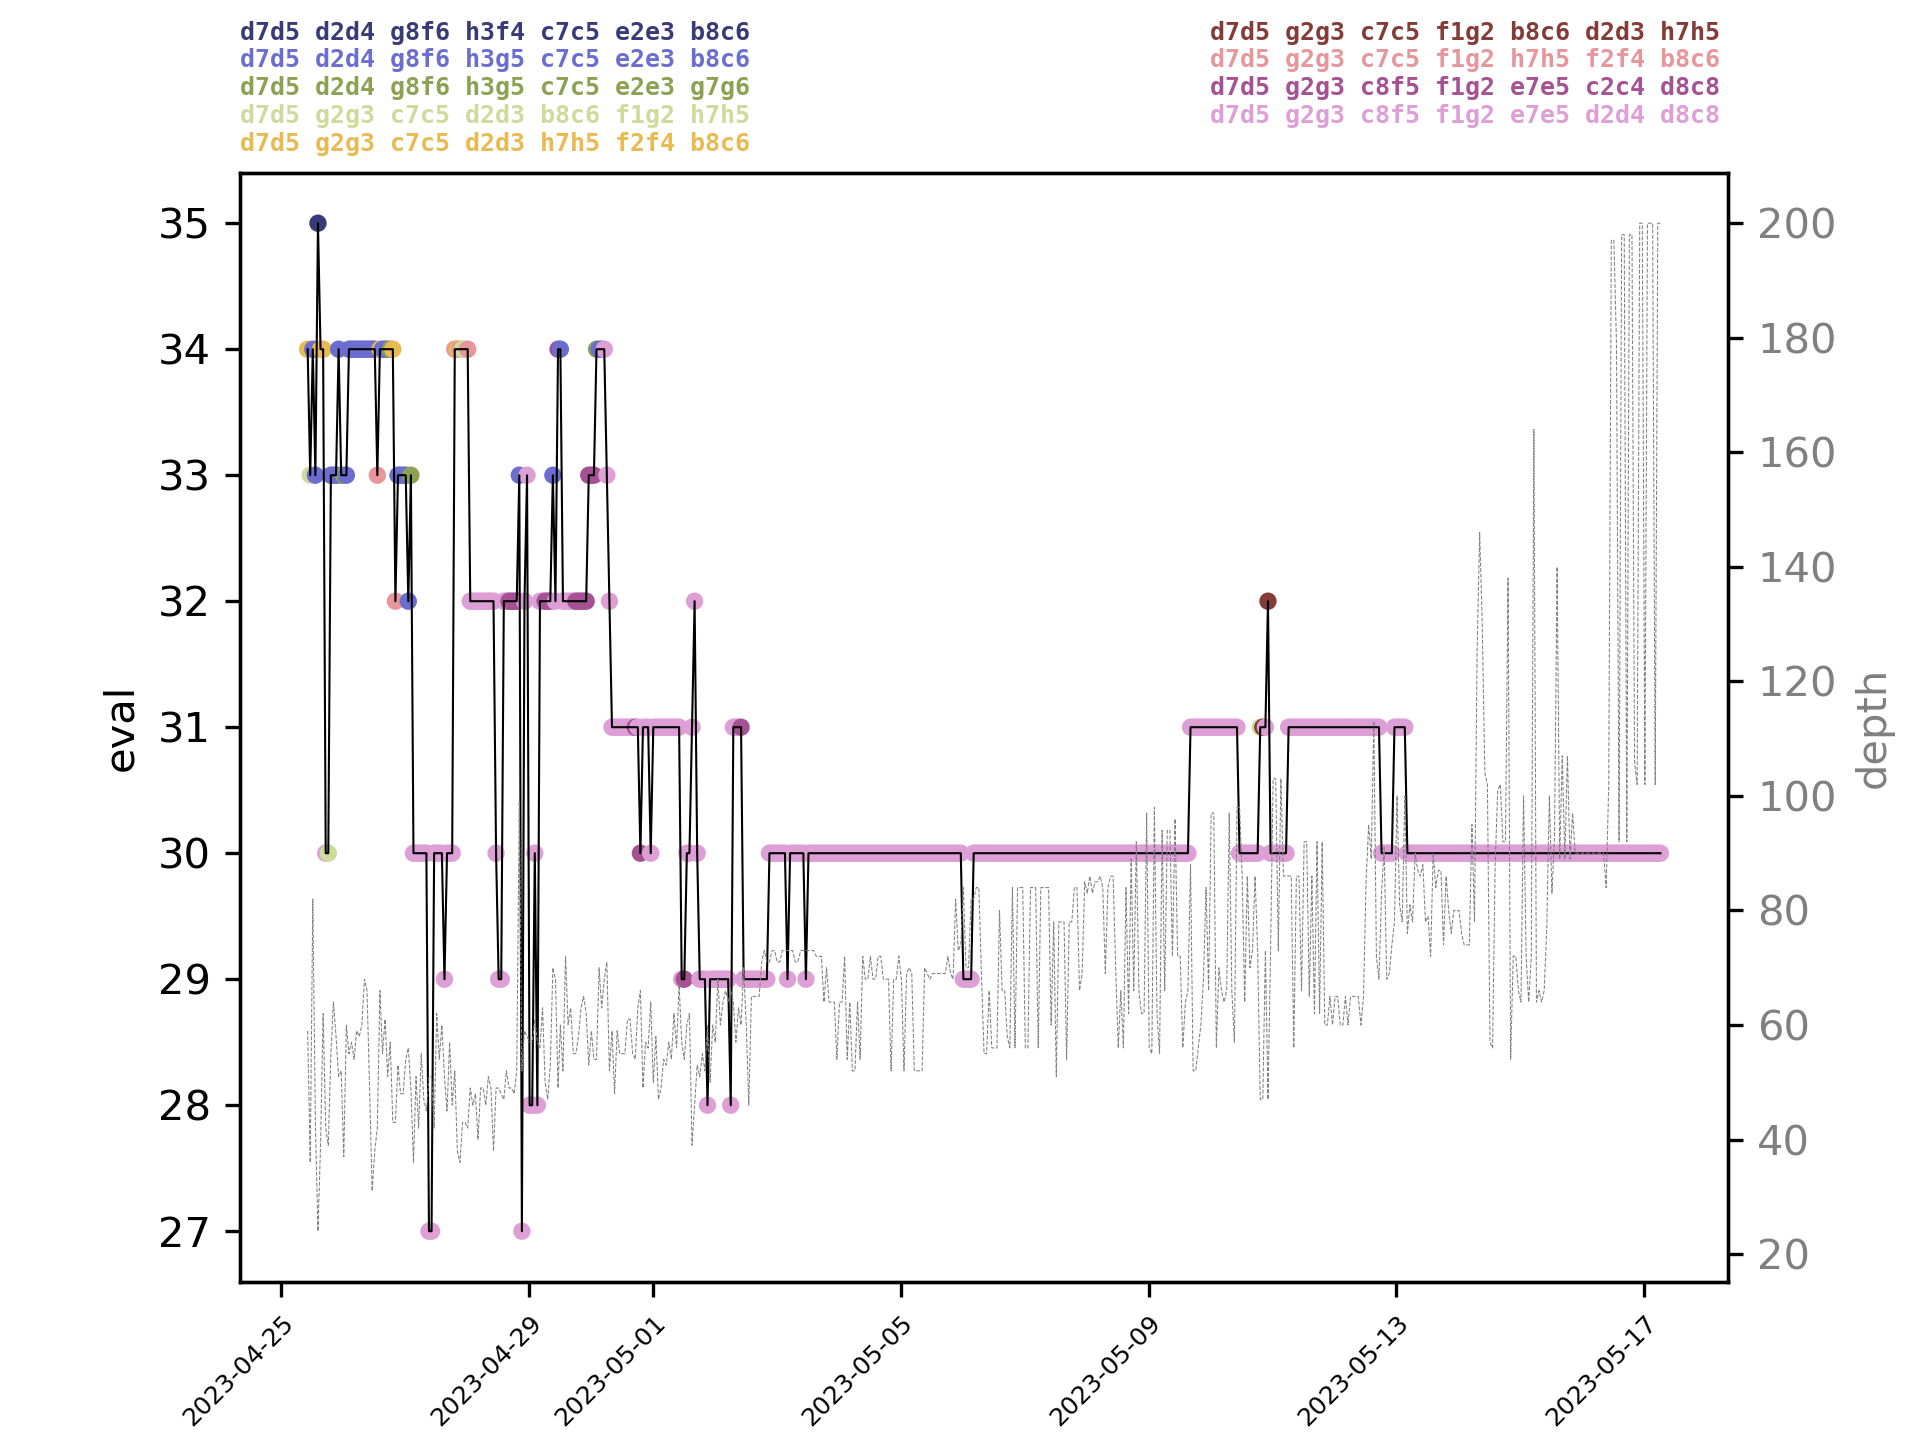 d7d5 d2d4 g8f6 h3f4 c7c5 e2e3 b8c6
d7d5 d2d4 g8f6 h3g5 c7c5 e2e3 b8c6
d7d5 d2d4 g8f6 h3g5 c7c5 e2e3 g7g6
d7d5 g2g3 c7c5 d2d3 b8c6 f1g2 h7h5
d7d5 g2g3 c7c5 d2d3 h7h5 f2f4 b8c6
d7d5 g2g3 c7c5 f1g2 b8c6 d2d3 h7h5
d7d5 g2g3 c7c5 f1g2 h7h5 f2f4 b8c6
d7d5 g2g3 c8f5 f1g2 e7e5 c2c4 d8c8
d7d5 g2g3 c8f5 f1g2 e7e5 d2d4 d8c8
35
34
33
32
31
30
29
28
27
eval
200
180
160
140
120
100
80
60
40
20
depth
2023-04-25
2023-04-29
2023-05-01
2023-05-05
2023-05-09
2023-05-13
2023-05-17